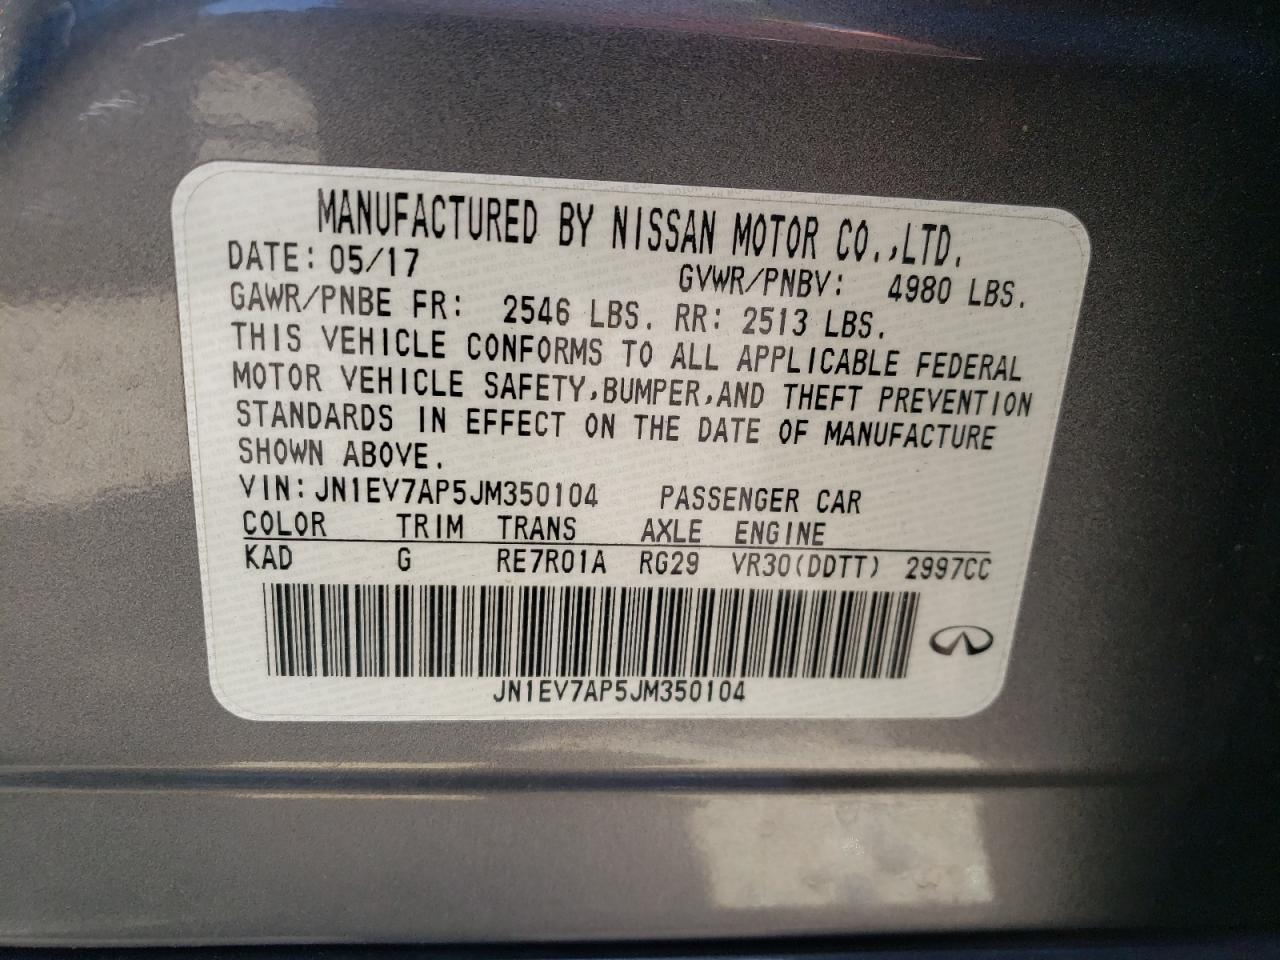 MANUFACTURED BY NISSAN MOTOR CO.,LTD.
DATE: 05/17 GVWR/PNBV: 4980 LBS.
GAWR/PNBE FR: 2546 LBS. RR: 2513 LBS.
THIS VEHICLE CONFORMS TO ALL APPLICABLE FEDERAL
MOTOR VEHICLE SAFETY,BUMPER,AND THEFT PREVENTION
STANDARDS IN EFFECT ON THE DATE OF MANUFACTURE
SHOWN ABOVE.
VIN: JN1EV7AP5JM350104 PASSENGER CAR
COLOR TRIM TRANS AXLE ENGINE
KAD G RE7R01A RG29 VR30(DDTT) 2997CC
JN1EV7AP5JM350104